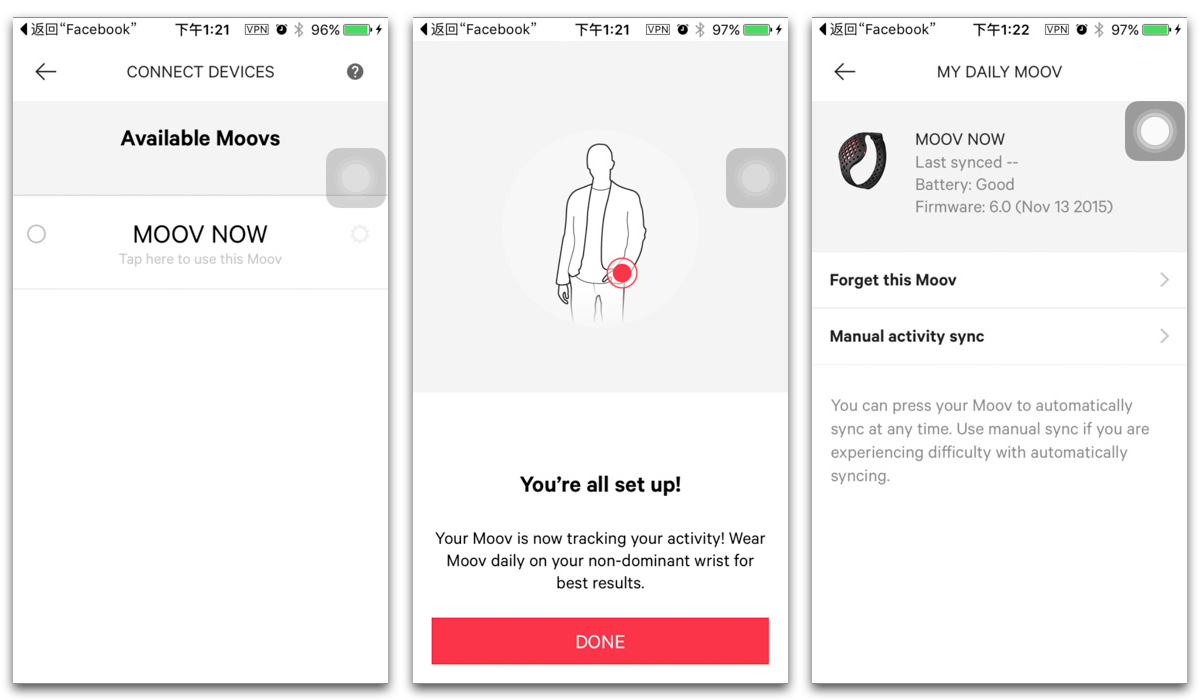 返回“Facebook” 下午1:21 VPN 96%
CONNECT DEVICES ?
Available Moovs
MOOV NOW
Tap here to use this Moov
返回“Facebook” 下午1:21 VPN 97%
You’re all set up!
Your Moov is now tracking your activity! Wear
Moov daily on your non-dominant wrist for
best results.
DONE
返回“Facebook” 下午1:22 VPN 97%
MY DAILY MOOV
MOOV NOW
Last synced --
Battery: Good
Firmware: 6.0 (Nov 13 2015)
Forget this Moov
Manual activity sync
You can press your Moov to automatically
sync at any time. Use manual sync if you are
experiencing difficulty with automatically
syncing.